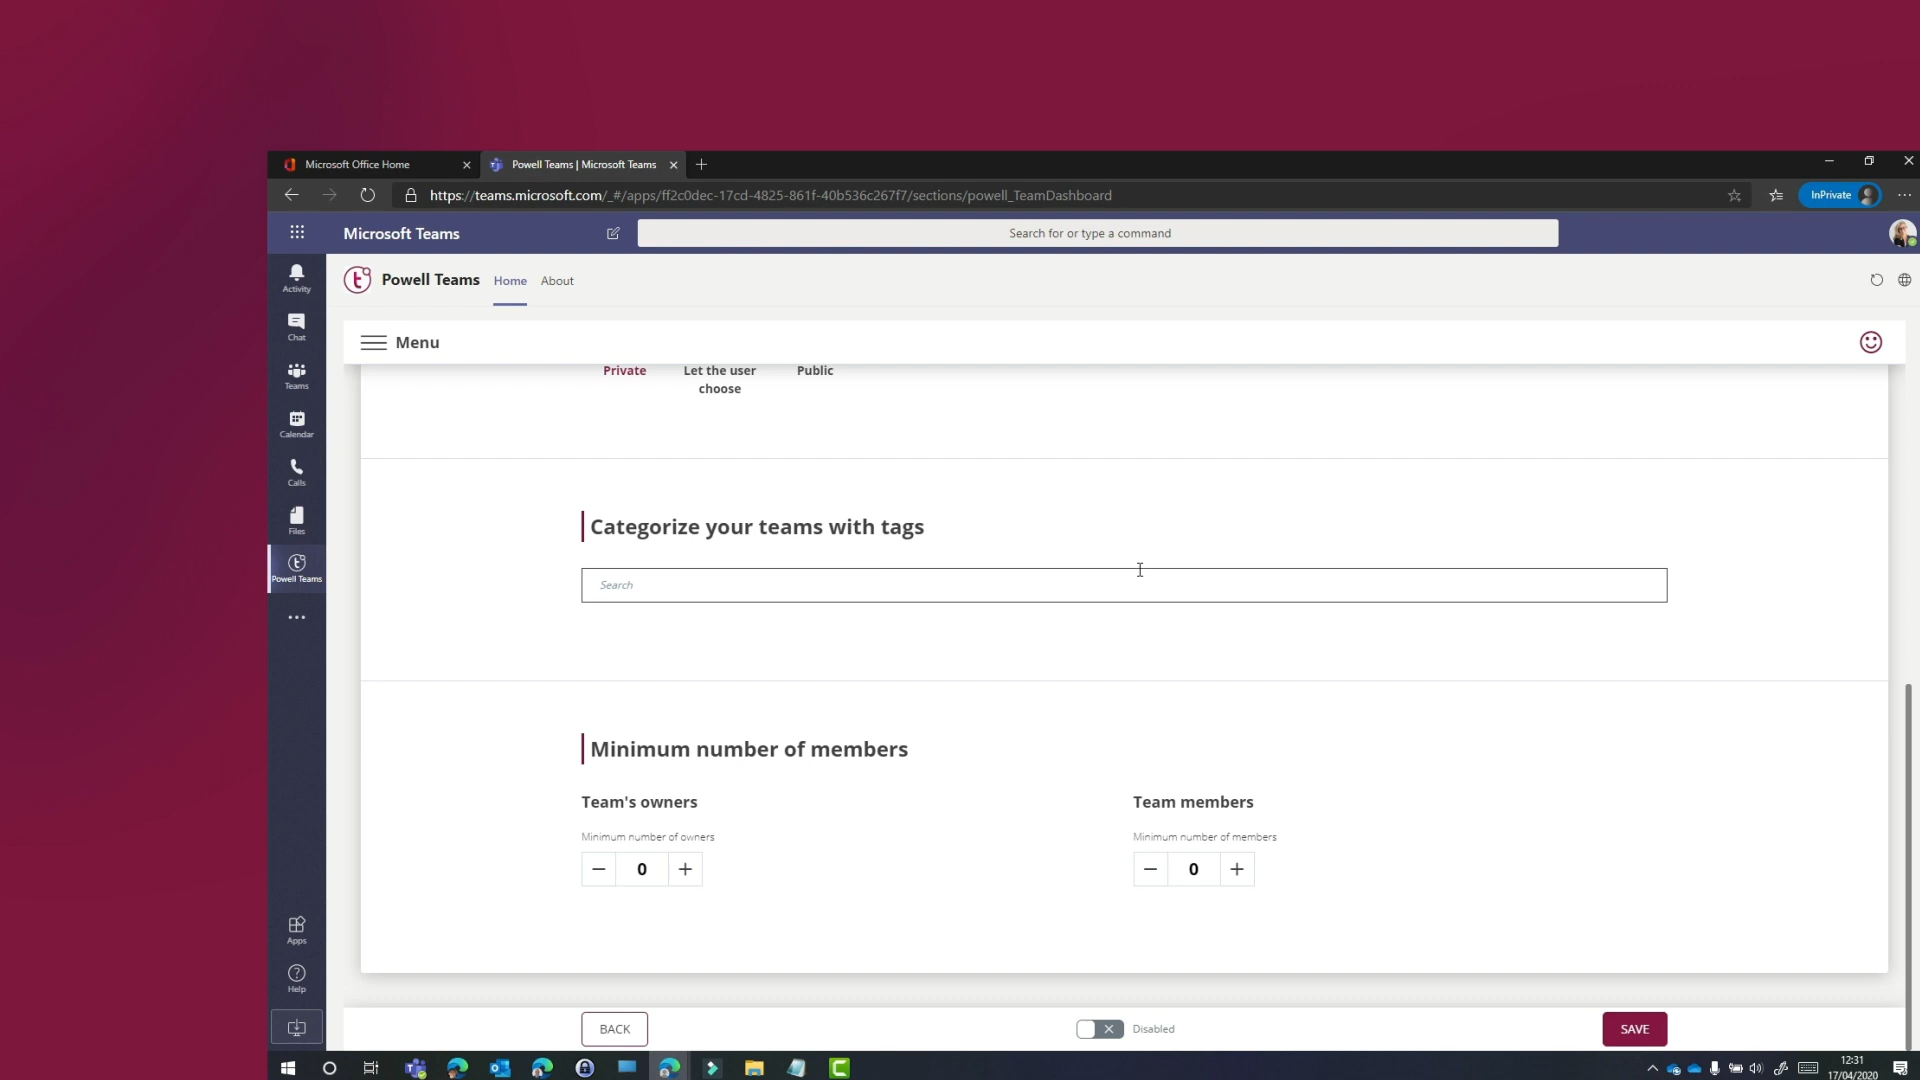 Microsoft Office Home
Powell Teams | Microsoft Teams
https://teams.microsoft.com/_#/apps/ff2c0dec-17cd-4825-861f-40b536c267f7/sections/powell_TeamDashboard
InPrivate
Microsoft Teams
Search for or type a command
Activity
Chat
Teams
Calendar
Calls
Files
Powell Teams
Apps
Help
Powell Teams
Home
About
Menu
Private
Let the user
choose
Public
Categorize your teams with tags
Search
Minimum number of members
Team's owners
Team members
Minimum number of owners
Minimum number of members
0
0
BACK
Disabled
SAVE
12:31
17/04/2020